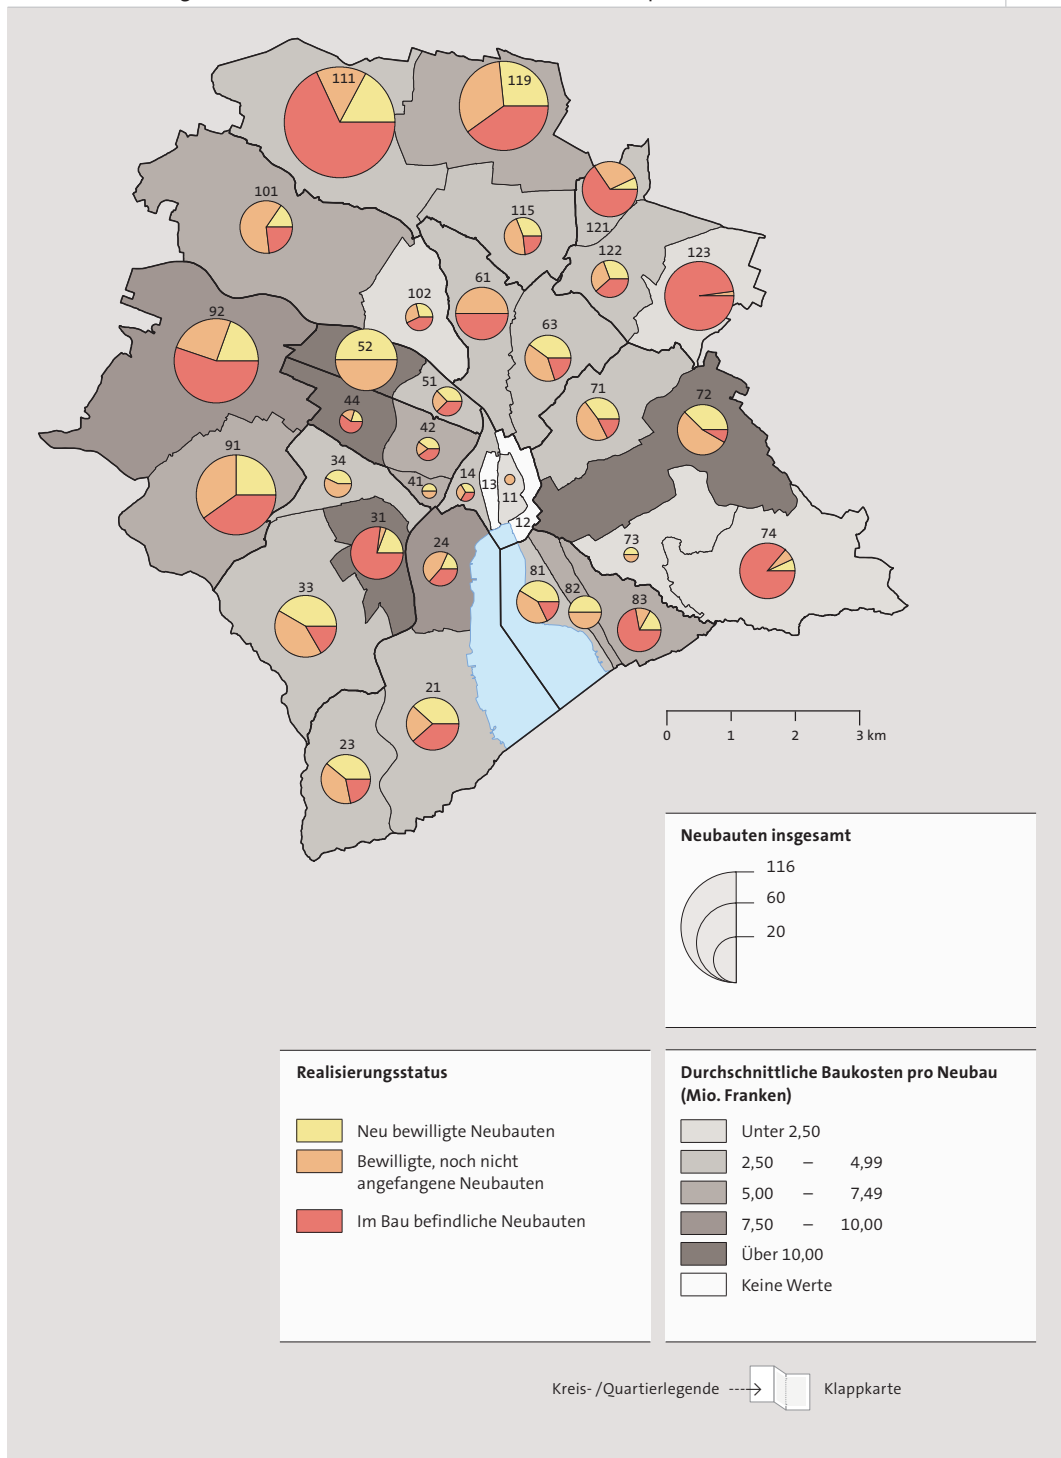 111
119
101
115
121
122
123
61
102
92
63
52
51
71
72
44
42
91
34
14
13
41
11
12
31
24
73
74
81
82
83
33
21
23
0 1 2 3 km
Neubauten insgesamt
116
60
20
Realisierungsstatus
Neu bewilligte Neubauten
Bewilligte, noch nicht
angefangene Neubauten
Im Bau befindliche Neubauten
Durchschnittliche Baukosten pro Neubau
(Mio. Franken)
Unter 2,50
2,50 – 4,99
5,00 – 7,49
7,50 – 10,00
Über 10,00
Keine Werte
Kreis- /Quartierlegende
Klappkarte